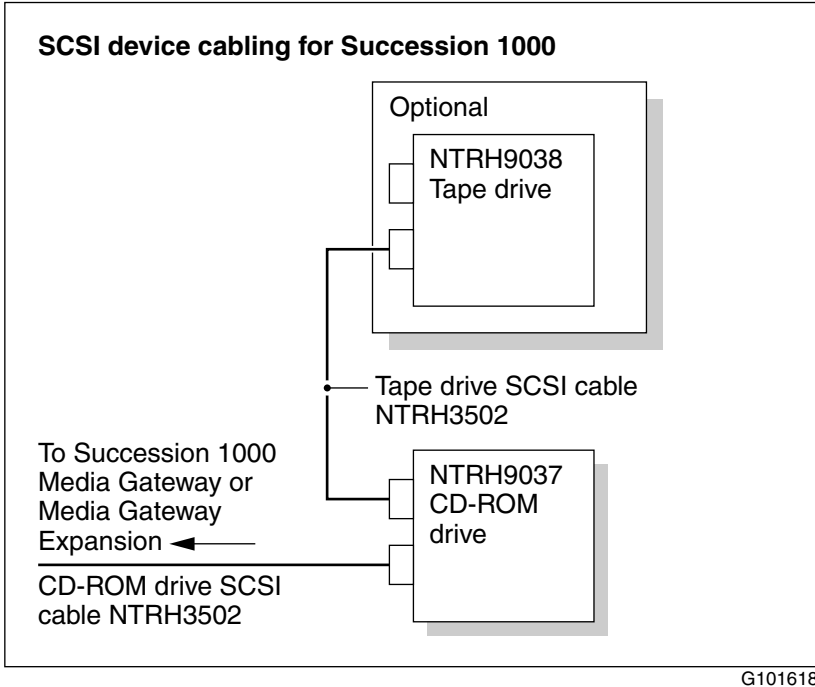 SCSI device cabling for Succession 1000
Optional
NTRH9038
Tape drive
Tape drive SCSI cable
NTRH3502
To Succession 1000
Media Gateway or
Media Gateway
Expansion
NTRH9037
CD-ROM
drive
CD-ROM drive SCSI
cable NTRH3502
G101618